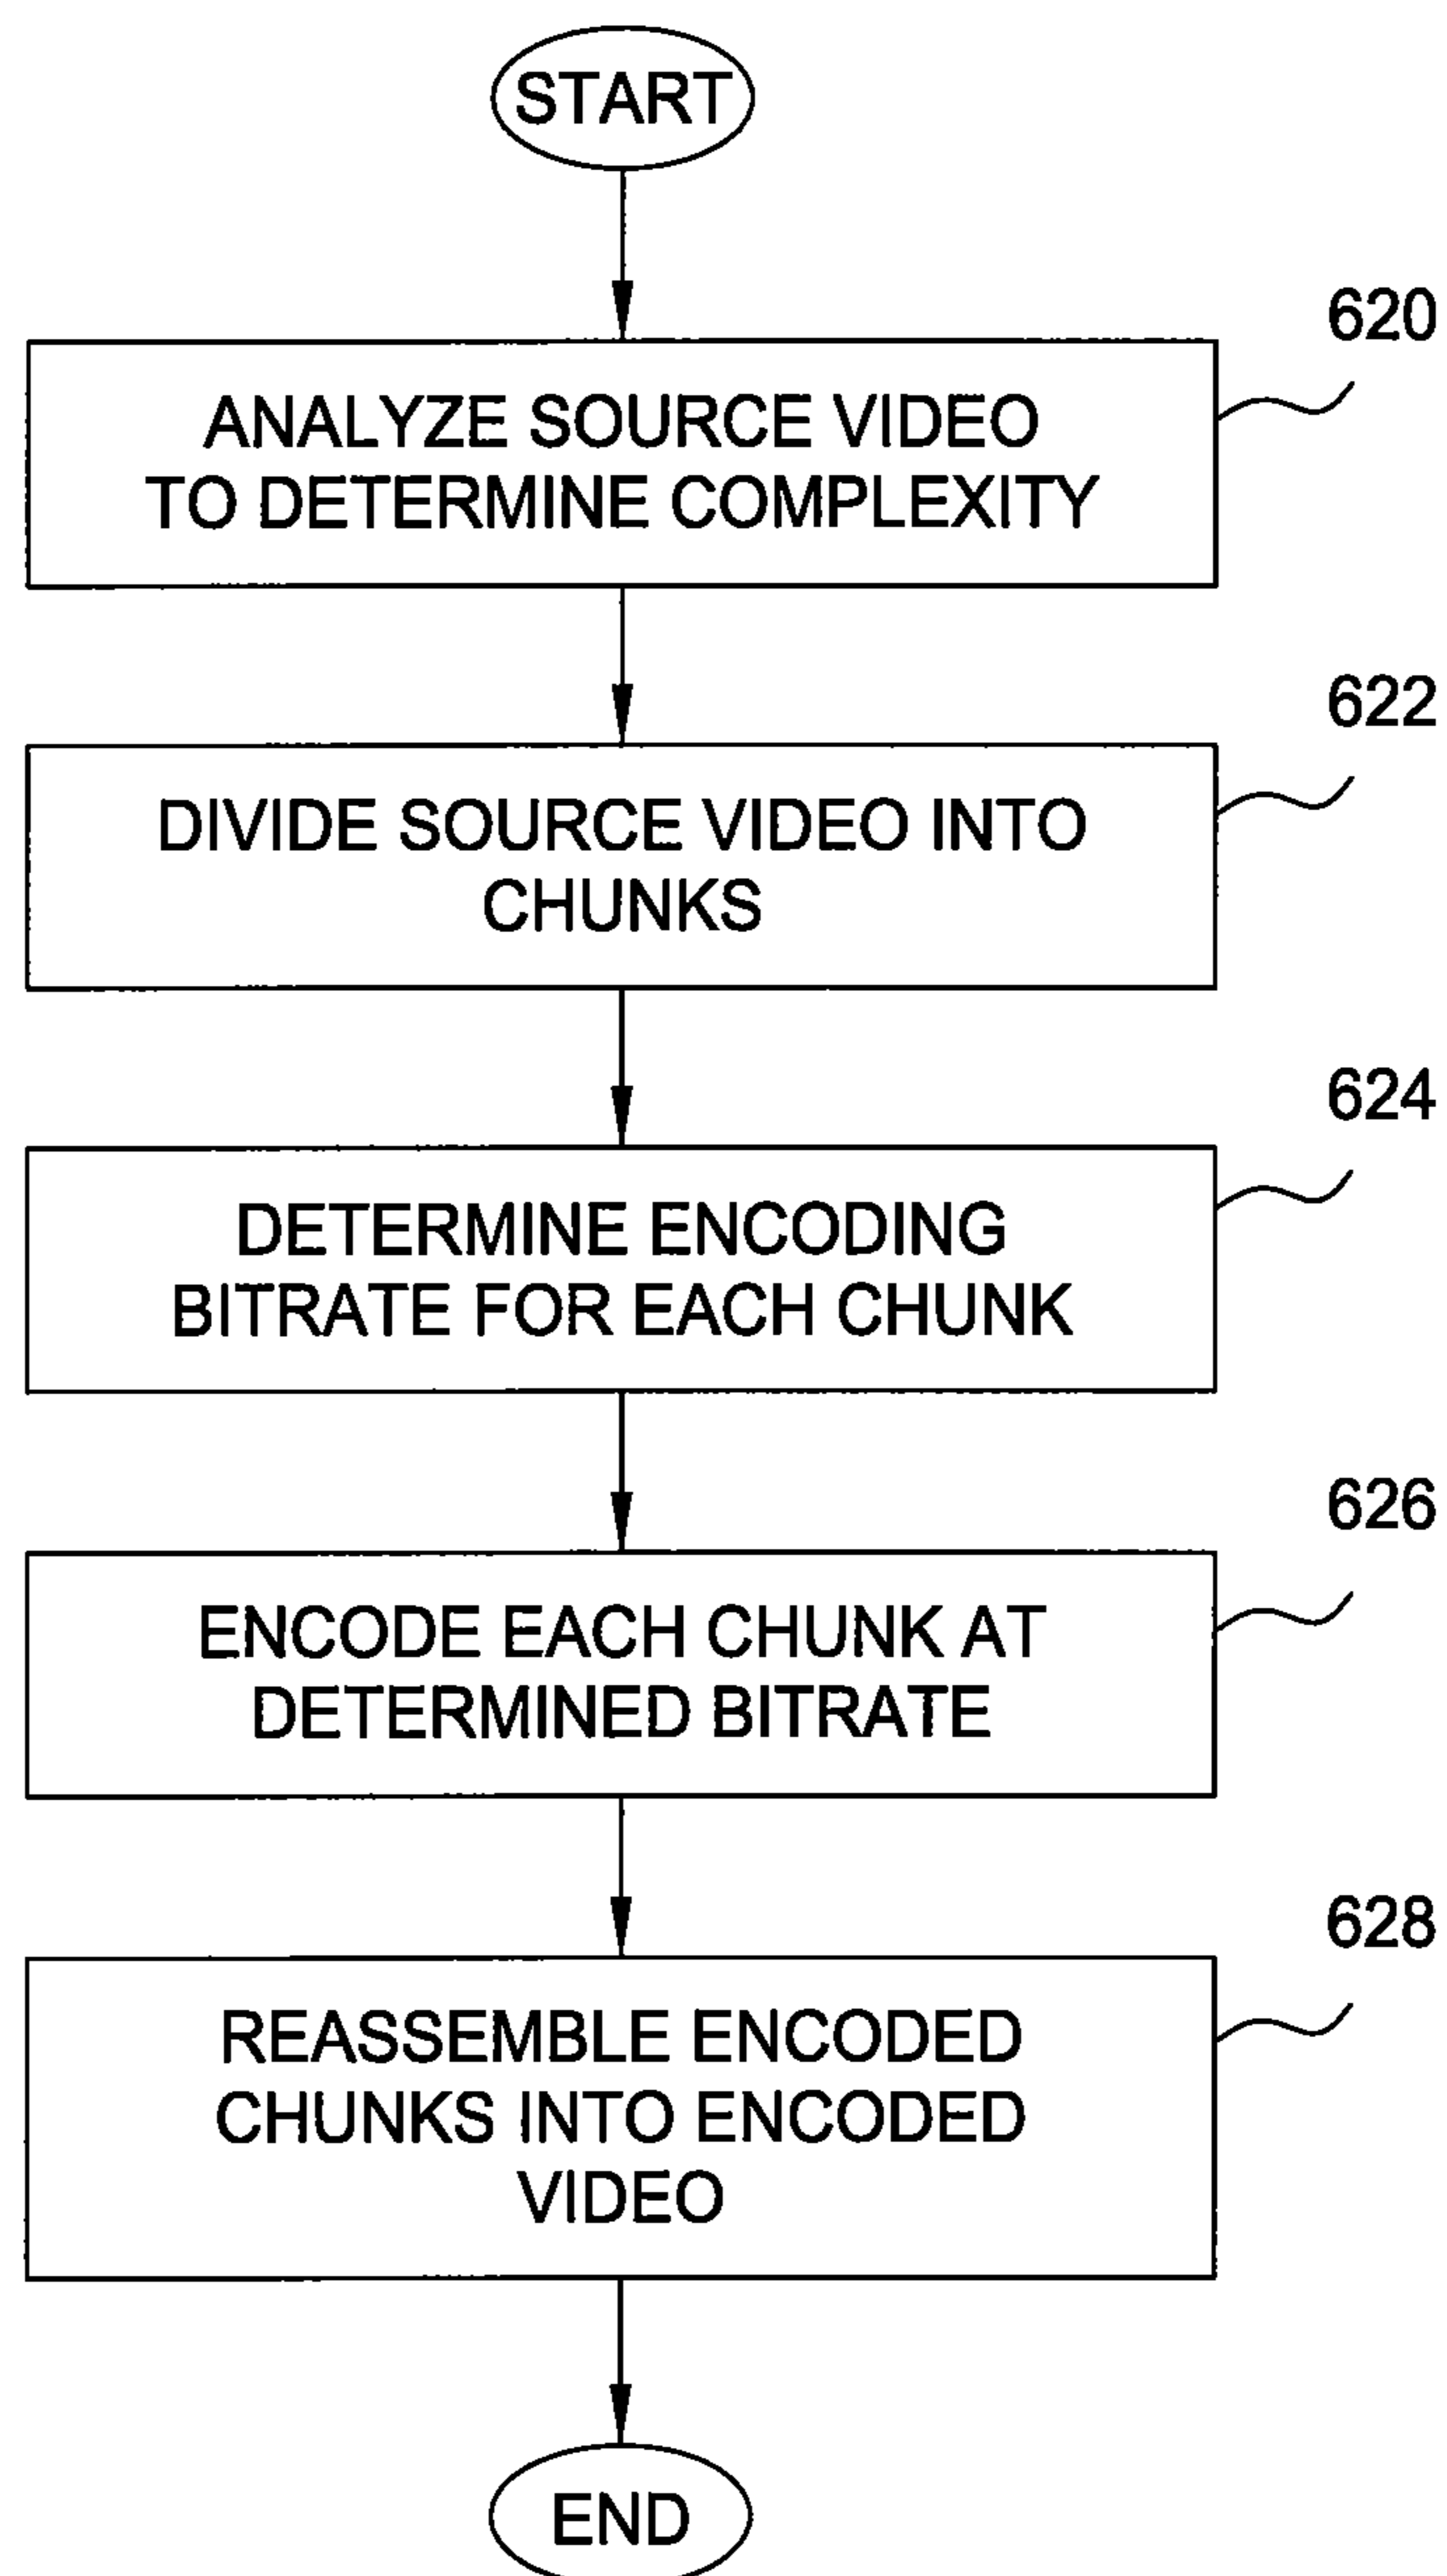 START
620
ANALYZE SOURCE VIDEO
TO DETERMINE COMPLEXITY
622
DIVIDE SOURCE VIDEO INTO
CHUNKS
624
DETERMINE ENCODING
BITRATE FOR EACH CHUNK
626
ENCODE EACH CHUNK AT
DETERMINED BITRATE
628
REASSEMBLE ENCODED
CHUNKS INTO ENCODED
VIDEO
END